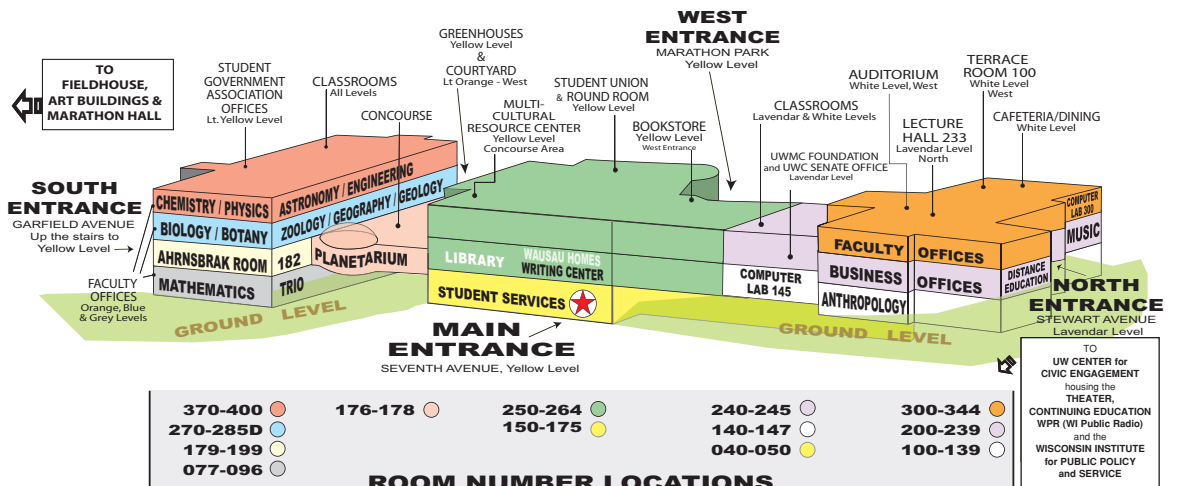 WEST
ENTRANCE
MARATHON PARK
Yellow Level
TO
FIELDHOUSE,
ART BUILDINGS &
MARATHON HALL
STUDENT
GOVERNMENT
ASSOCIATION
OFFICES
Lt. Yellow Level
CLASSROOMS
All Levels
CONCOURSE
GREENHOUSES
Yellow Level
&
COURTYARD
Lt Orange - West
MULTI-
CULTURAL
RESOURCE CENTER
Yellow Level
Concourse Area
STUDENT UNION
& ROUND ROOM
Yellow Level
BOOKSTORE
Yellow Level
West Entrance
CLASSROOMS
Lavendar & White Levels
UWMC FOUNDATION
and UWC SENATE OFFICE
Lavendar Level
AUDITORIUM
White Level, West
LECTURE
HALL 233
Lavendar Level
North
TERRACE
ROOM 100
White Level
West
CAFETERIA/DINING
White Level
SOUTH
ENTRANCE
GARFIELD AVENUE
Up the stairs to
Yellow Level
FACULTY
OFFICES
Orange, Blue
& Grey Levels
CHEMISTRY / PHYSICS
ASTRONOMY / ENGINEERING
BIOLOGY / BOTANY
ZOOLOGY / GEOGRAPHY / GEOLOGY
AHRNSBRAK ROOM
182
PLANETARIUM
MATHEMATICS
TRIO
LIBRARY
WAUSAU HOMES
WRITING CENTER
STUDENT SERVICES
COMPUTER
LAB 145
FACULTY
OFFICES
BUSINESS
OFFICES
ANTHROPOLOGY
COMPUTER
LAB 300
MUSIC
DISTANCE
EDUCATION
GROUND LEVEL
GROUND LEVEL
MAIN
ENTRANCE
SEVENTH AVENUE, Yellow Level
NORTH
ENTRANCE
STEWART AVENUE
Lavendar Level
TO
UW CENTER for
CIVIC ENGAGEMENT
housing the
THEATER,
CONTINUING EDUCATION
WPR (WI Public Radio)
and the
WISCONSIN INSTITUTE
for PUBLIC POLICY
and SERVICE
370-400
270-285D
179-199
077-096
176-178
250-264
150-175
240-245
140-147
040-050
300-344
200-239
100-139
ROOM NUMBER LOCATIONS